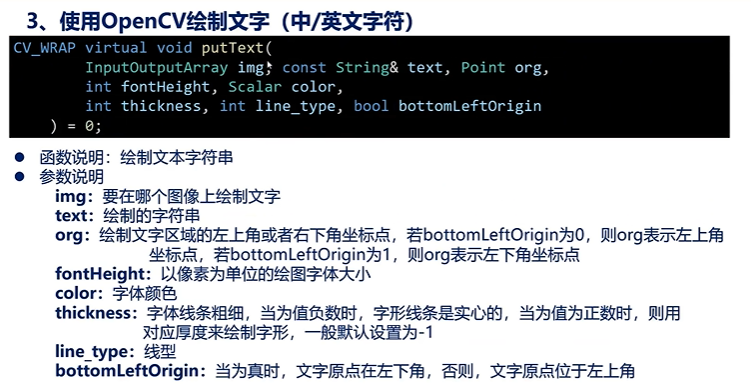 3、使用OpenCV绘制文字（中/英文字符）
CV_WRAP virtual void putText(
InputOutputArray img, const String& text, Point org,
int fontHeight, Scalar color,
int thickness, int line_type, bool bottomLeftOrigin
) = 0;
● 函数说明：绘制文本字符串
● 参数说明
img：要在哪个图像上绘制文字
text：绘制的字符串
org：绘制文字区域的左上角或者右下角坐标点，若bottomLeftOrigin为0，则org表示左上角
坐标点，若bottomLeftOrigin为1，则org表示左下角坐标点
fontHeight：以像素为单位的绘图字体大小
color：字体颜色
thickness：字体线条粗细，当为值负数时，字形线条是实心的，当为值为正数时，则用
对应厚度来绘制字形，一般默认设置为-1
line_type：线型
bottomLeftOrigin：当为真时，文字原点在左下角，否则，文字原点位于左上角